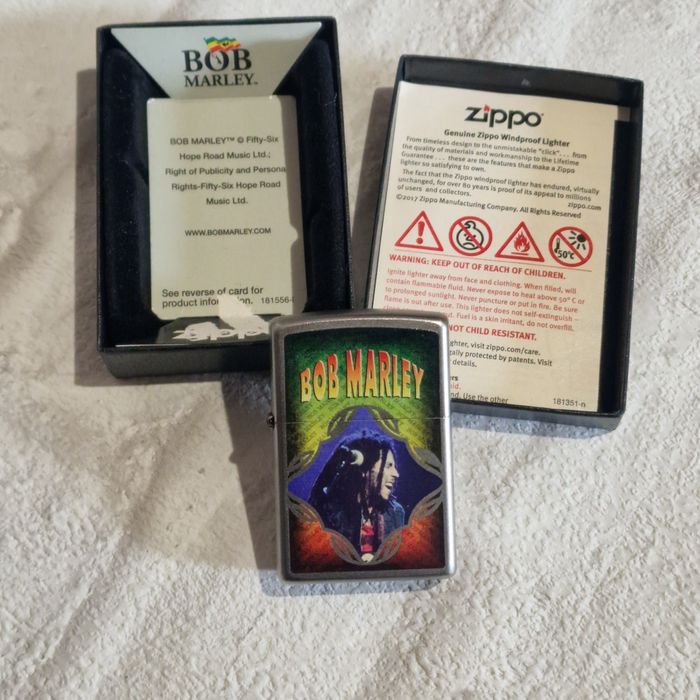 BOB
MARLEY™
BOB MARLEY™ © Fifty-Six
Hope Road Music Ltd.;
Right of Publicity and Persona
Rights-Fifty-Six Hope Road
Music Ltd.
WWW.BOBMARLEY.COM
See reverse of card for
product information. 181556-
zippo
Genuine Zippo Windproof Lighter
From timeless design to the unmistakable "click" . . . from
the quality of materials and workmanship to the Lifetime
Guarantee . . . these are the features that make a Zippo
lighter so satisfying to own.
The fact that the Zippo windproof lighter has endured, virtually
unchanged, for over 80 years is proof of its appeal to millions
of users and collectors. zippo.com
©2017 Zippo Manufacturing Company. All Rights Reserved
50°C
WARNING: KEEP OUT OF REACH OF CHILDREN.
Ignite lighter away from face and clothing. When filled, will
contain flammable fluid. Never expose to heat above 50° C or
to prolonged sunlight. Never puncture or put in fire. Be sure
flame is out after use. This lighter does not self-extinguish –
Fuel is a skin irritant, do not overfill.
NOT CHILD RESISTANT.
ghter, visit zippo.com/care.
gally protected by patents. Visit
details.
ers
aid.
ed. Use the other 181351-n
BOB MARLEY